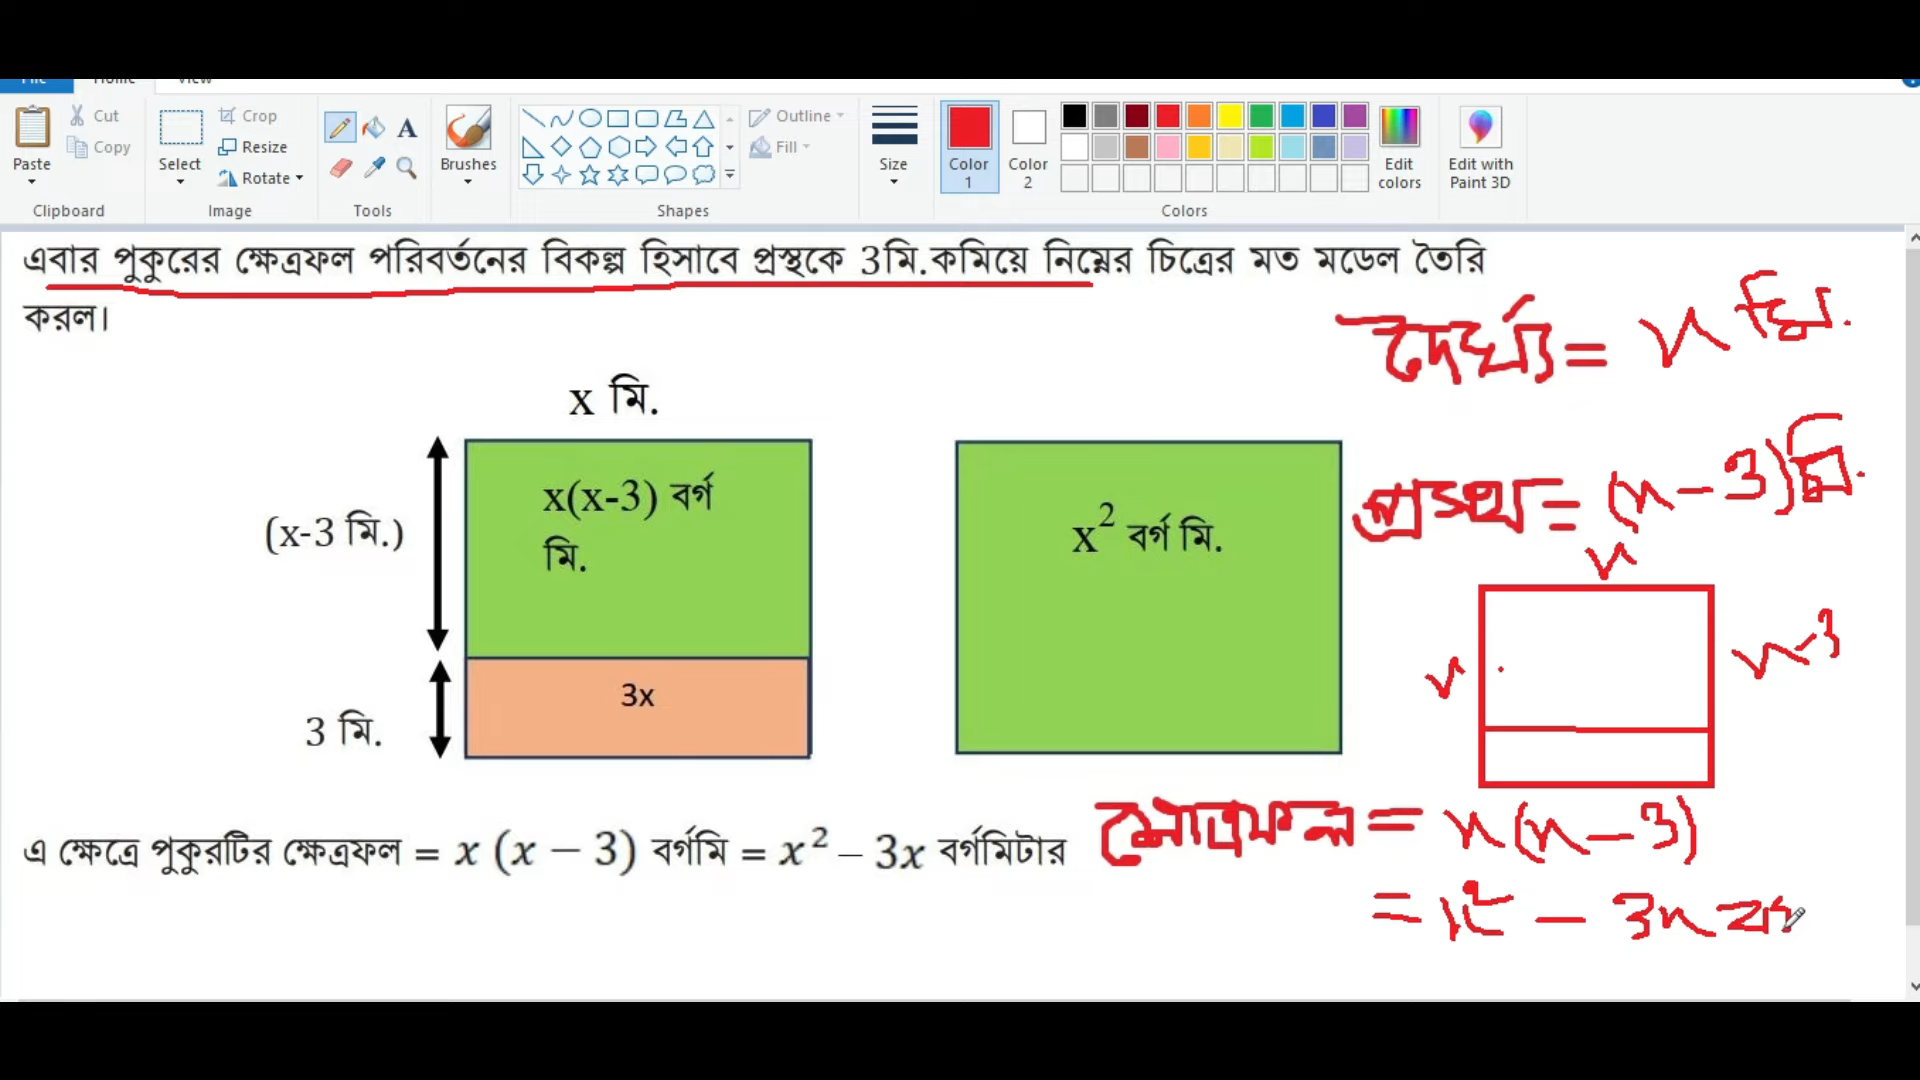 File Home View
Paste
Cut
Copy
Clipboard
Select
Crop
Resize
Rotate
Image
Tools
A
Brushes
Shapes
Outline
Fill
Size
Color 1
Color 2
Edit colors
Colors
Edit with Paint 3D
এবার পুকুরের ক্ষেত্রফল পরিবর্তনের বিকল্প হিসাবে প্রস্থকে 3মি.কমিয়ে নিম্নের চিত্রের মত মডেল তৈরি
করল।
দৈর্ঘ্য = x মি.
x মি.
(x-3 মি.)
x(x-3) বর্গ
মি.
x² বর্গ মি.
প্রস্থ = (x-3) মি.
x
x
x-3
3 মি.
3x
এ ক্ষেত্রে পুকুরটির ক্ষেত্রফল = x (x − 3) বর্গমি = x² – 3x বর্গমিটার
ক্ষেত্রফল = x(x-3)
= x² - 3x